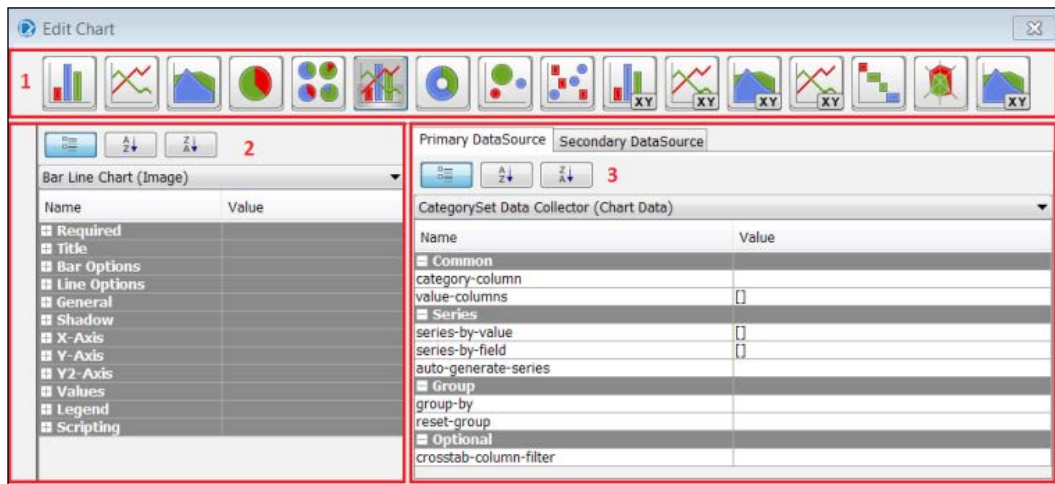 Edit Chart
1
XY XY XY XY XY
A Z Z A 2
Bar Line Chart (Image)
Name Value
Required
Title
Bar Options
Line Options
General
Shadow
X-Axis
Y-Axis
Y2-Axis
Values
Legend
Scripting
Primary DataSource Secondary DataSource
A Z Z A 3
CategorySet Data Collector (Chart Data)
Name Value
Common
category-column
value-columns []
Series
series-by-value []
series-by-field []
auto-generate-series
Group
group-by
reset-group
Optional
crosstab-column-filter